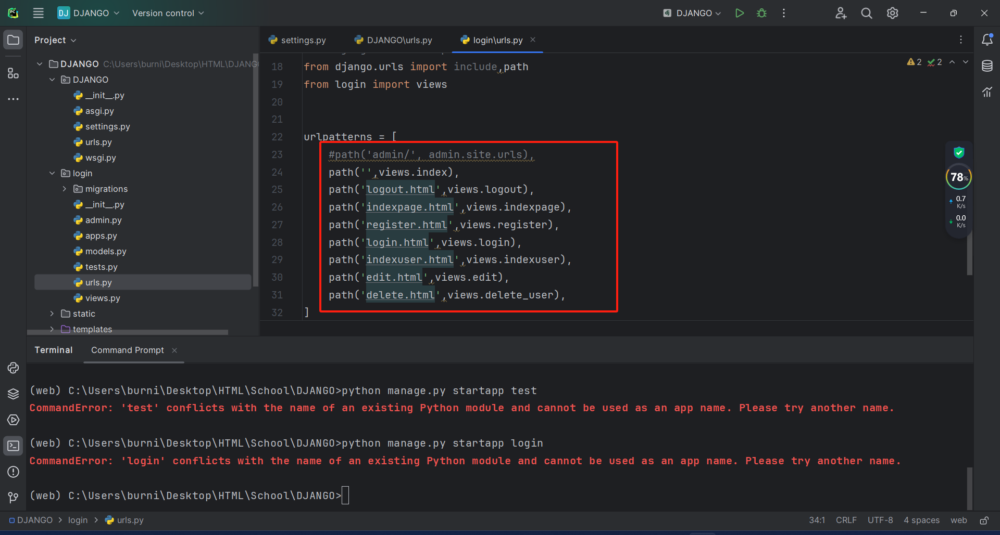 DJ DJANGO Version control DJANGO
Project
settings.py DJANGO\urls.py login\urls.py
DJANGO C:\Users\burni\Desktop\HTML\DJANG
DJANGO
__init__.py
asgi.py
settings.py
urls.py
wsgi.py
login
migrations
__init__.py
admin.py
apps.py
models.py
tests.py
urls.py
views.py
static
templates
2 2
18 from django.urls import include,path
19 from login import views
20
21
22 urlpatterns = [
23 #path('admin/', admin.site.urls),
24 path('',views.index),
25 path('logout.html',views.logout),
26 path('indexpage.html',views.indexpage),
27 path('register.html',views.register),
28 path('login.html',views.login),
29 path('indexuser.html',views.indexuser),
30 path('edit.html',views.edit),
31 path('delete.html',views.delete_user),
32 ]
78%
0.7
K/s
0.0
K/s
Terminal Command Prompt
(web) C:\Users\burni\Desktop\HTML\School\DJANGO>python manage.py startapp test
CommandError: 'test' conflicts with the name of an existing Python module and cannot be used as an app name. Please try another name.
(web) C:\Users\burni\Desktop\HTML\School\DJANGO>python manage.py startapp login
CommandError: 'login' conflicts with the name of an existing Python module and cannot be used as an app name. Please try another name.
(web) C:\Users\burni\Desktop\HTML\School\DJANGO>
DJANGO > login > urls.py 34:1 CRLF UTF-8 4 spaces web